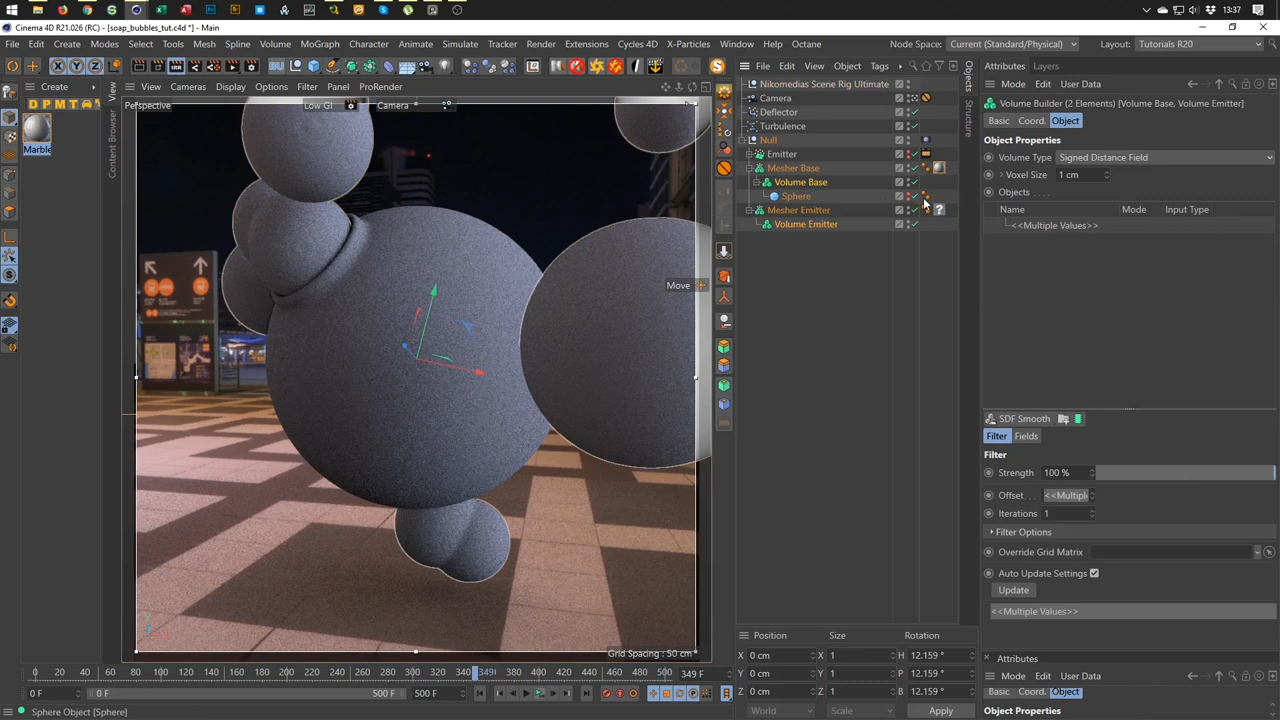 13:37
Cinema 4D R21.026 (RC) - [soap_bubbles_tut.c4d *] - Main
File Edit Create Modes Select Tools Mesh Spline Volume MoGraph Character Animate Simulate Tracker Render Extensions Cycles 4D X-Particles Window Help Octane Node Space: Current (Standard/Physical) Layout: Tutorials R20
X Y Z
File Edit View Object Tags
Attributes Layers
Create
D P M T
Marble
View
Content Browser
View Cameras Display Options Filter Panel ProRender
Perspective Low GI Camera
Move
Grid Spacing : 50 cm
Nikomedias Scene Rig Ultimate
Camera
Deflector
Turbulence
Null
Emitter
Mesher Base
Volume Base
Sphere
Mesher Emitter
Volume Emitter
?
Objects
Structure
Mode Edit User Data
Volume Builder (2 Elements) [Volume Base, Volume Emitter]
Basic Coord. Object
Object Properties
Volume Type Signed Distance Field
Voxel Size 1 cm
Objects . . . .
Name Mode Input Type
<<Multiple Values>>
SDF Smooth
Filter Fields
Filter
Strength 100 %
Offset . . . <<Multipl
Iterations 1
Filter Options
Override Grid Matrix
Auto Update Settings
Update
<<Multiple Values>>
Attributes
Mode Edit User Data
Basic Coord. Object
Object Properties
Position Size Rotation
X 0 cm X 1 H 12.159 °
Y 0 cm Y 1 P 12.159 °
Z 0 cm Z 1 B 12.159 °
World Scale Apply
0 20 40 60 80 100 120 140 160 180 200 220 240 260 280 300 320 340 349 360 380 400 420 440 460 480 500 349 F
0 F 0 F 500 F 500 F
Sphere Object [Sphere]